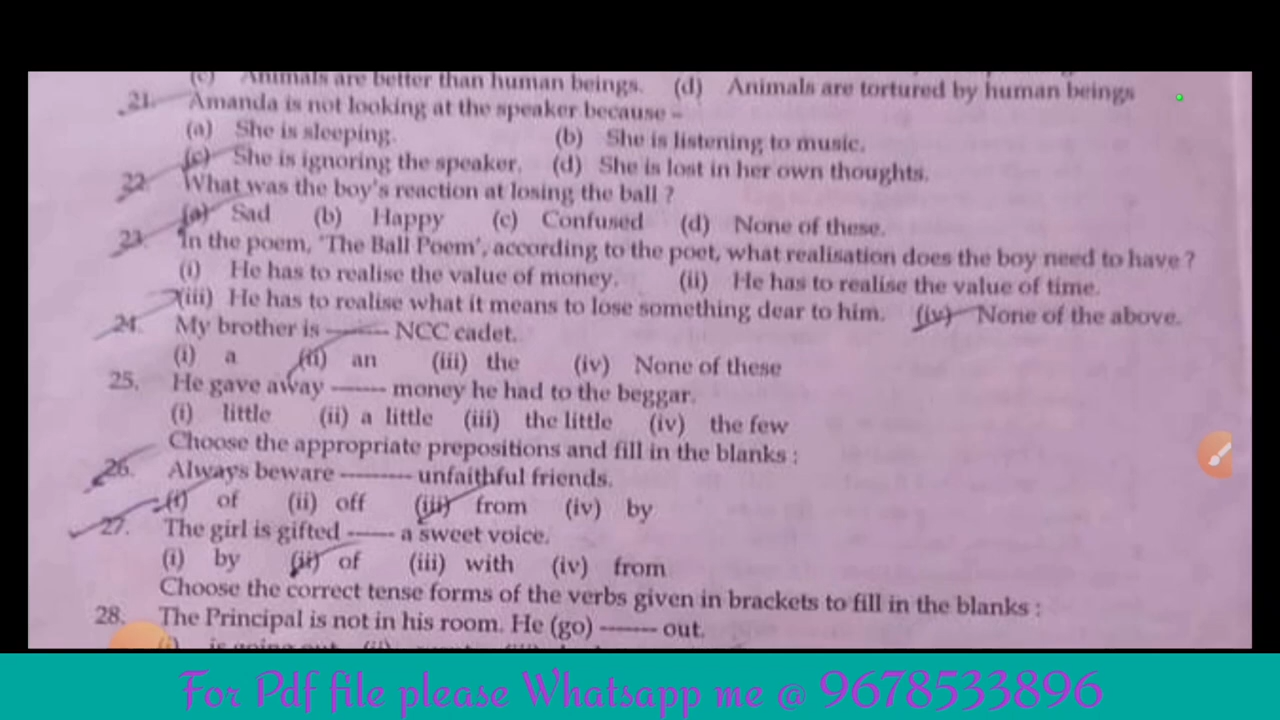 (c) Animals are better than human beings. (d) Animals are tortured by human beings
21. Amanda is not looking at the speaker because –
(a) She is sleeping. (b) She is listening to music.
(c) She is ignoring the speaker. (d) She is lost in her own thoughts.
22. What was the boy's reaction at losing the ball ?
(a) Sad (b) Happy (c) Confused (d) None of these.
23. In the poem, 'The Ball Poem', according to the poet, what realisation does the boy need to have ?
(i) He has to realise the value of money. (ii) He has to realise the value of time.
(iii) He has to realise what it means to lose something dear to him. (iv) None of the above.
24. My brother is ------- NCC cadet.
(i) a (ii) an (iii) the (iv) None of these
25. He gave away ------- money he had to the beggar.
(i) little (ii) a little (iii) the little (iv) the few
Choose the appropriate prepositions and fill in the blanks :
26. Always beware --------- unfaithful friends.
(i) of (ii) off (iii) from (iv) by
27. The girl is gifted ------ a sweet voice.
(i) by (ii) of (iii) with (iv) from
Choose the correct tense forms of the verbs given in brackets to fill in the blanks :
28. The Principal is not in his room. He (go) ------- out.
(i) is going out (ii)
For Pdf file please Whatsapp me @ 9678533896